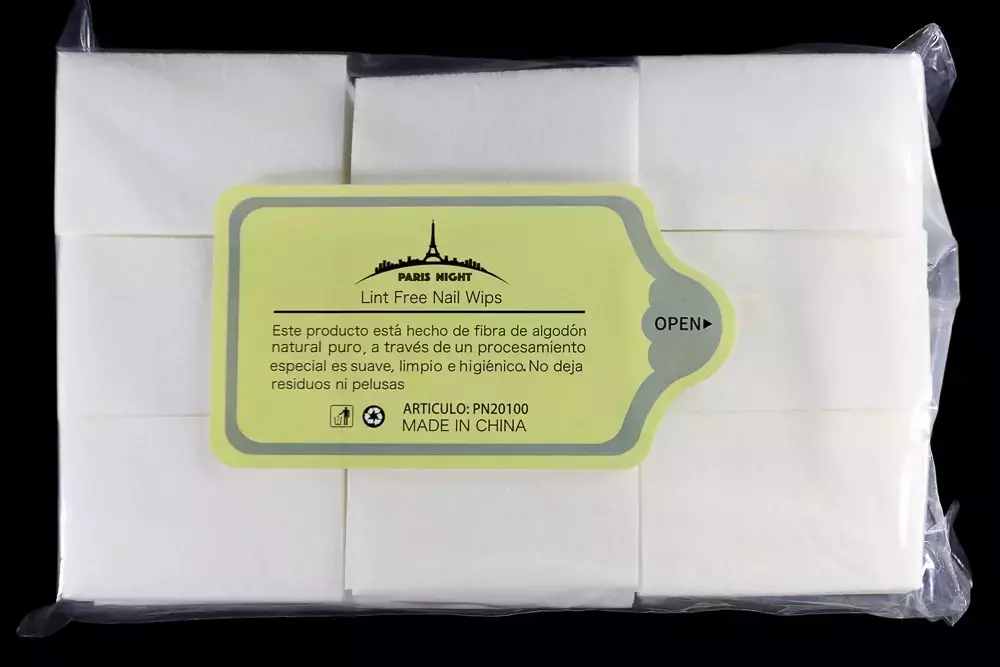 PARIS NIGHT
Lint Free Nail Wips
Este producto está hecho de fibra de algodón
natural puro, a través de un procesamiento
especial es suave, limpio e higiénico. No deja
residuos ni pelusas
ARTICULO: PN20100
MADE IN CHINA
OPEN▶